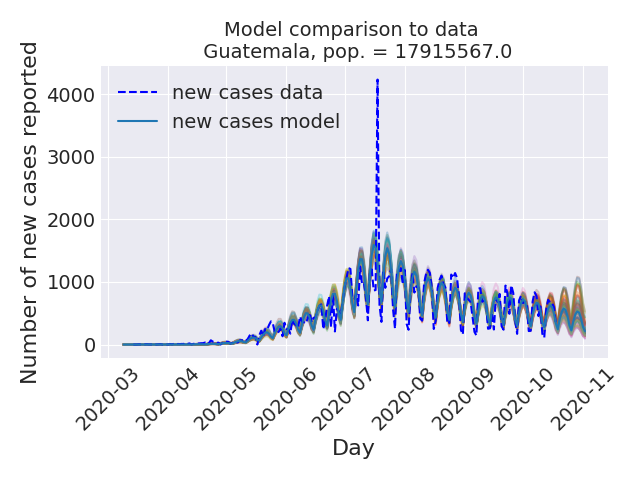 Model comparison to data
Guatemala, pop. = 17915567.0
Number of new cases reported
4000
3000
2000
1000
0
new cases data
new cases model
2020-03
2020-04
2020-05
2020-06
2020-07
2020-08
2020-09
2020-10
2020-11
Day